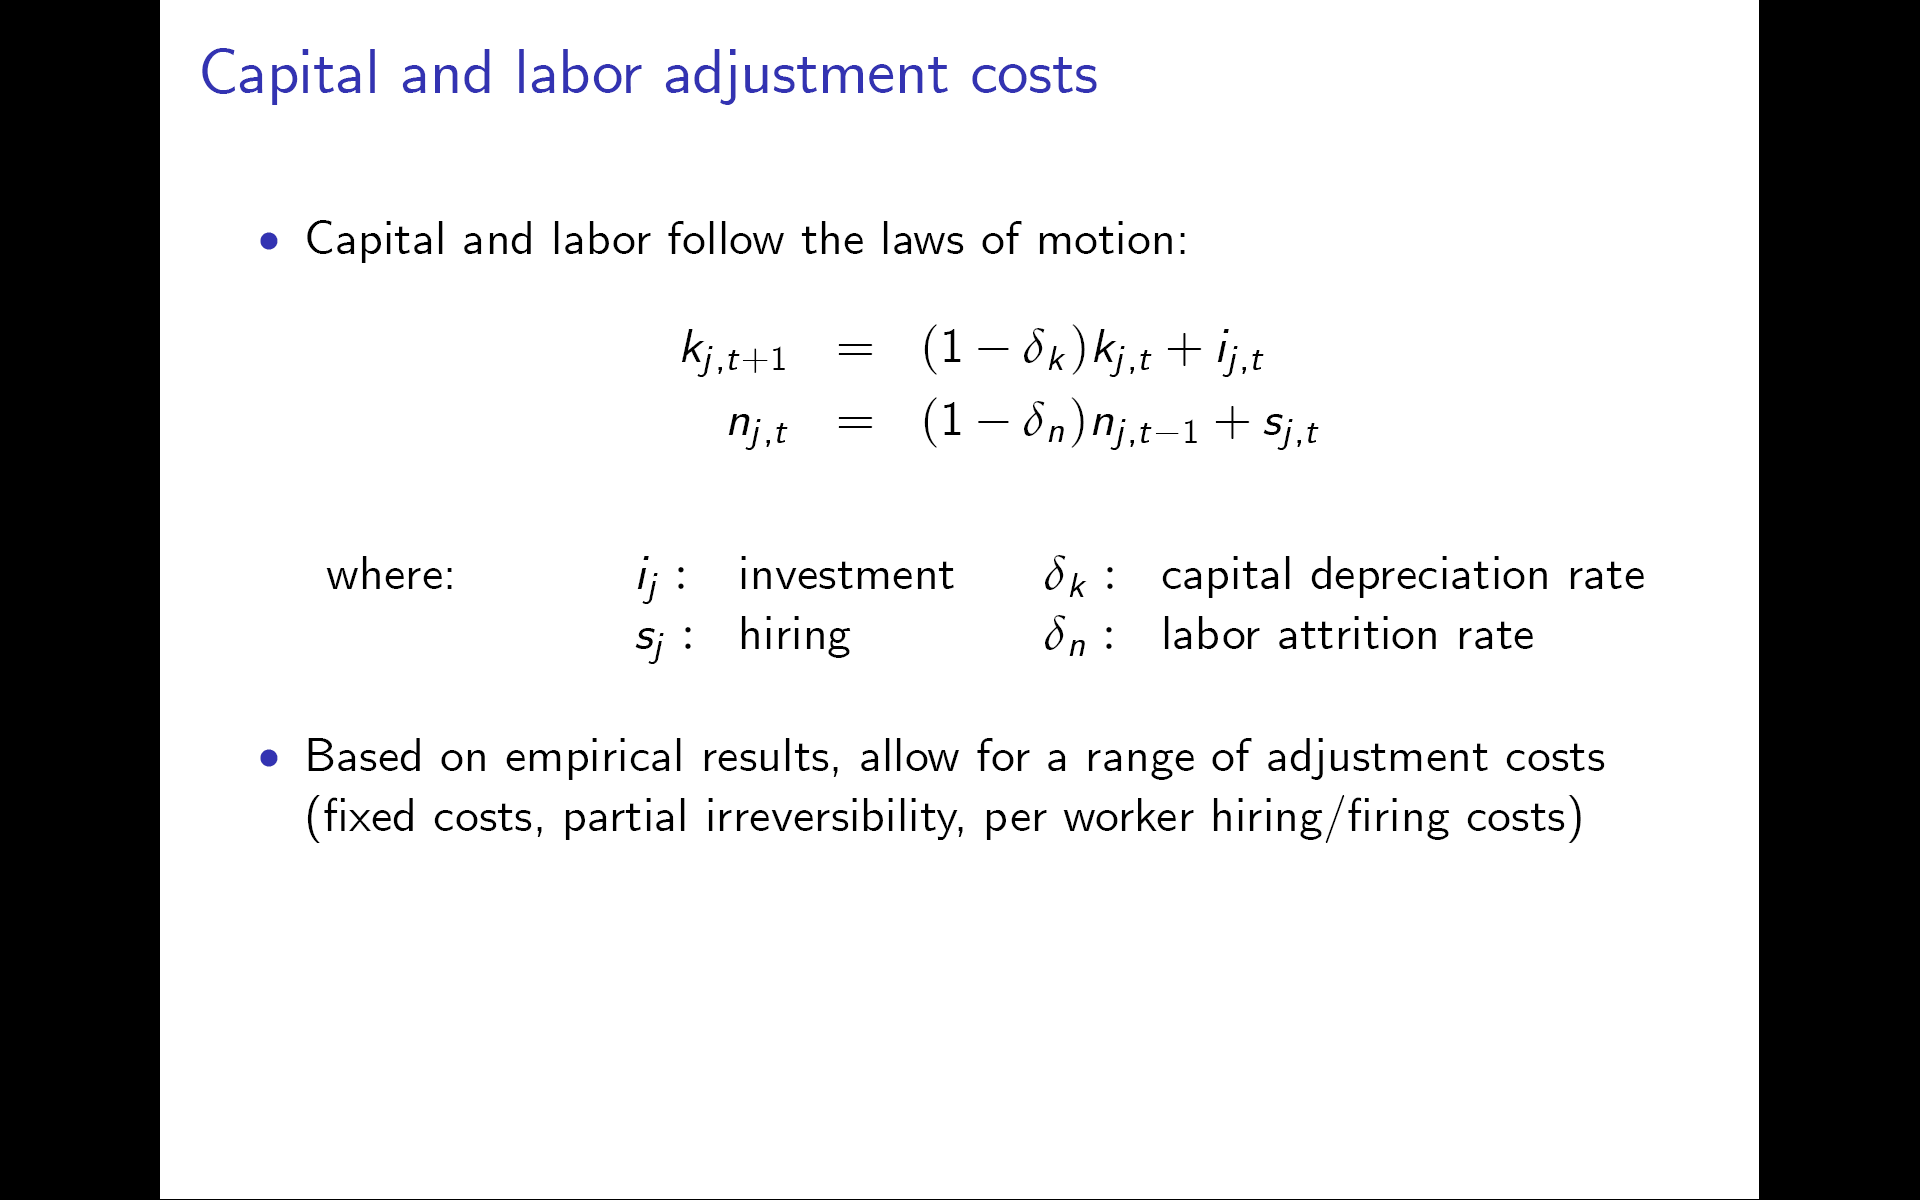 Capital and labor adjustment costs
• Capital and labor follow the laws of motion:
k_{j,t+1} = (1 − δ_k)k_{j,t} + i_{j,t}
n_{j,t} = (1 − δ_n)n_{j,t−1} + s_{j,t}
where: i_j : investment δ_k : capital depreciation rate
s_j : hiring δ_n : labor attrition rate
• Based on empirical results, allow for a range of adjustment costs
(fixed costs, partial irreversibility, per worker hiring/firing costs)